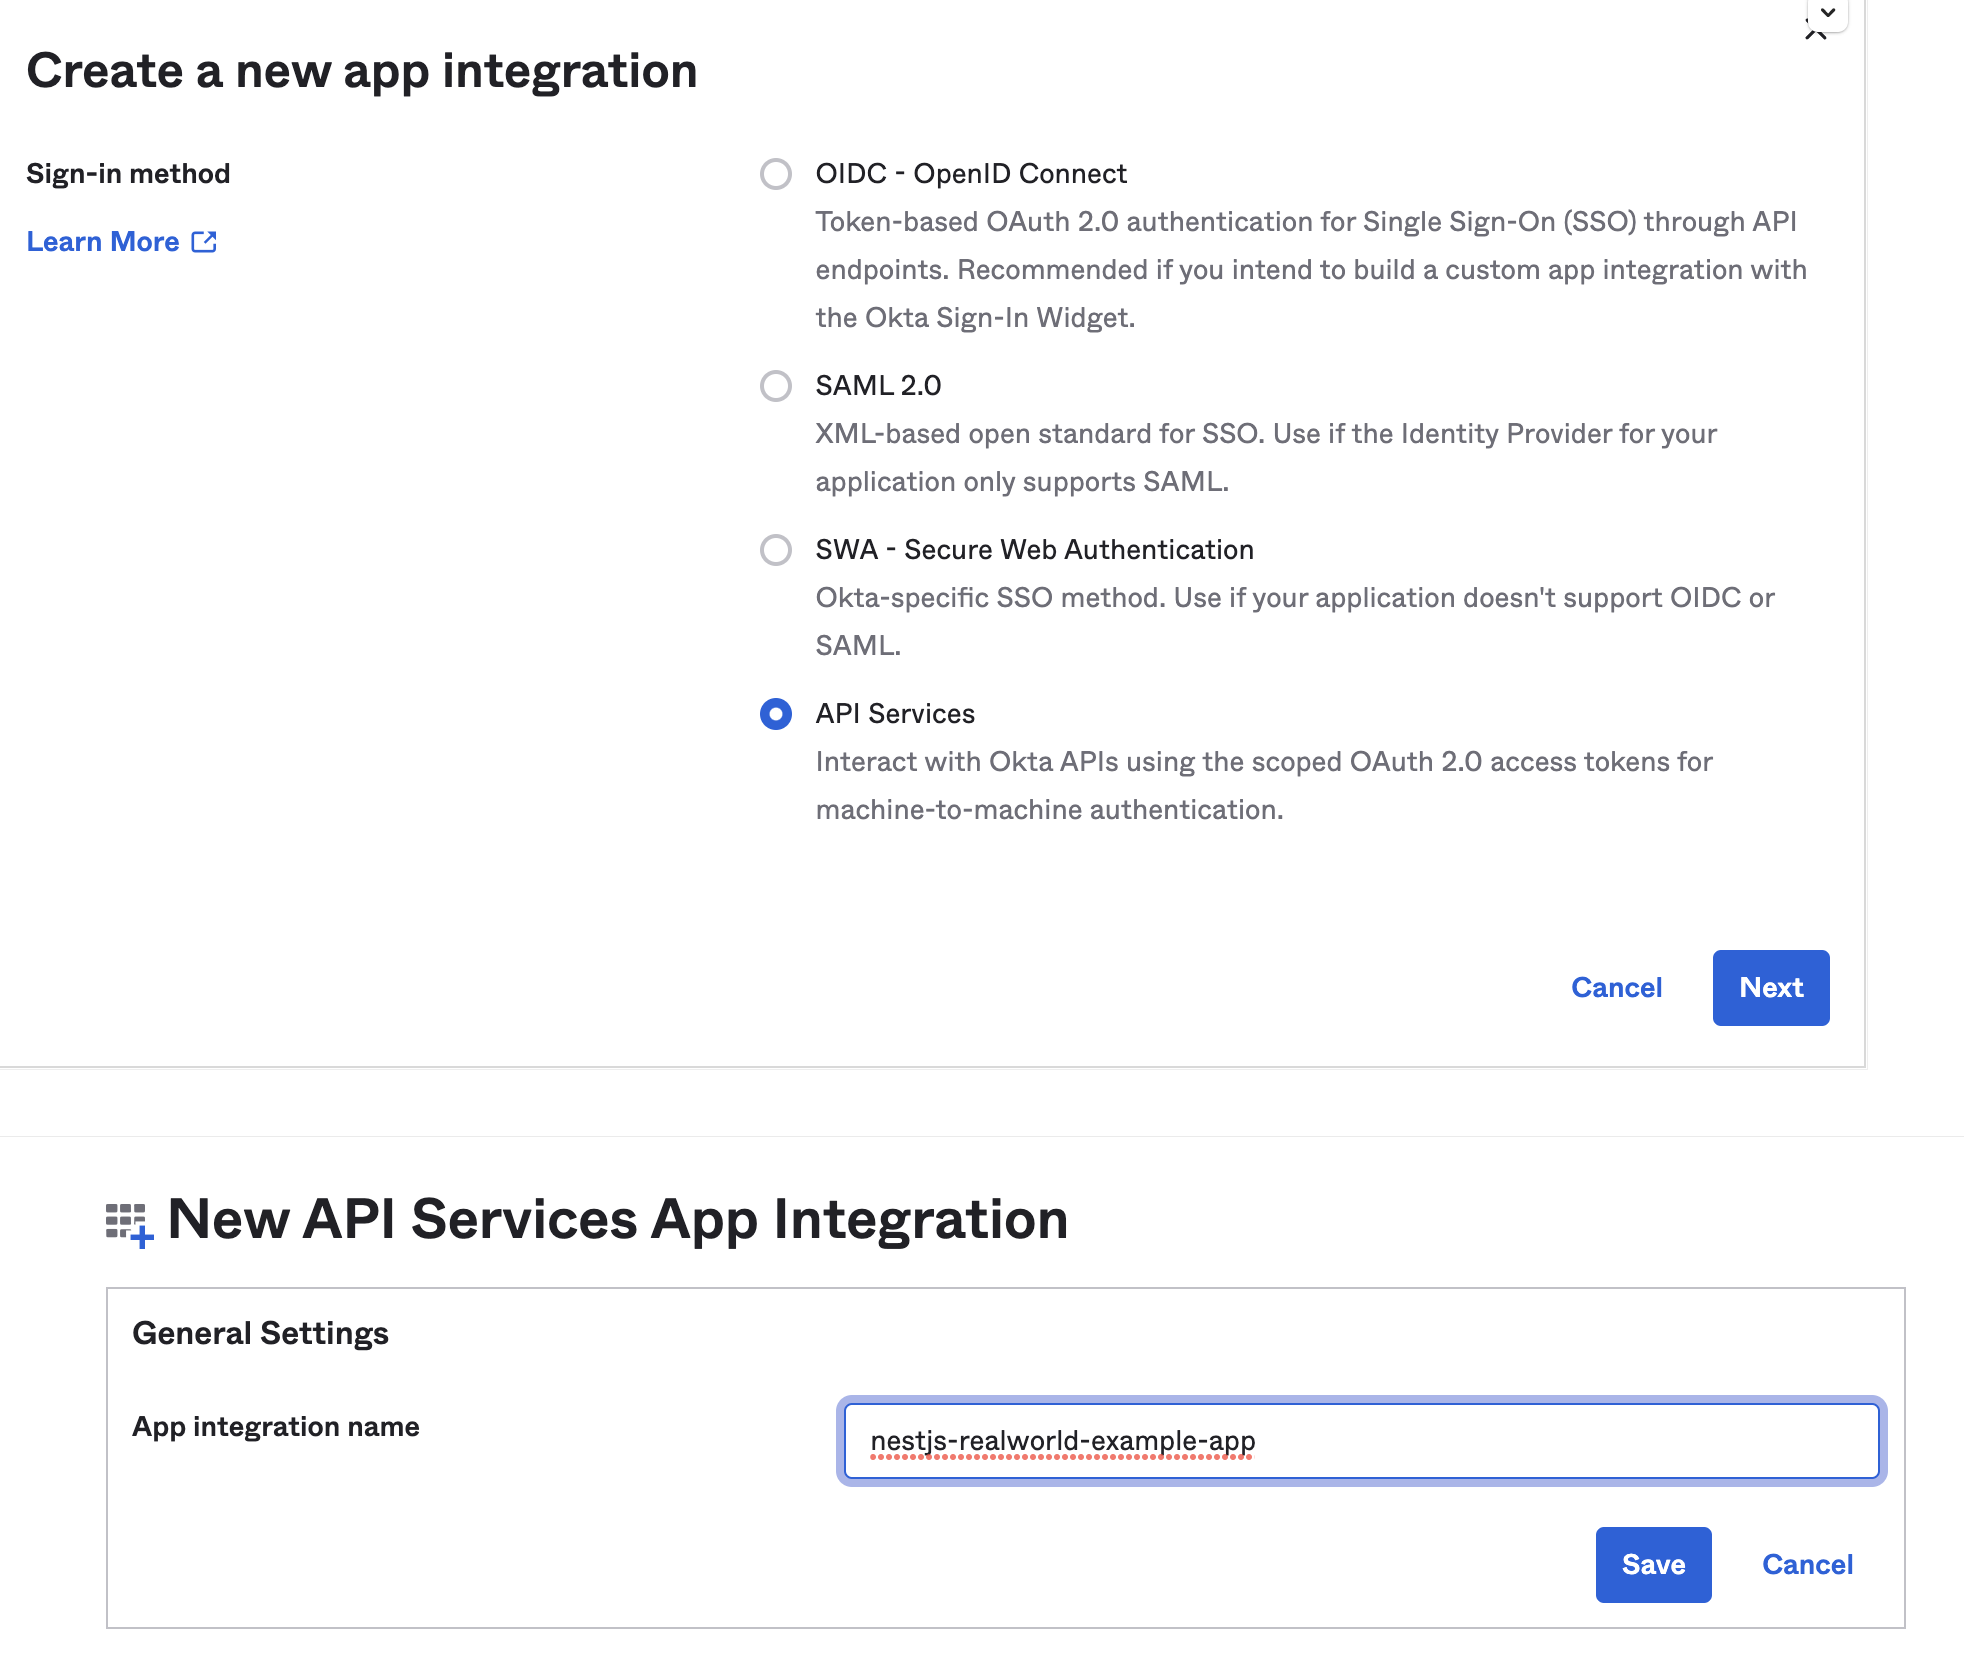 Create a new app integration
Sign-in method
Learn More
OIDC - OpenID Connect
Token-based OAuth 2.0 authentication for Single Sign-On (SSO) through API
endpoints. Recommended if you intend to build a custom app integration with
the Okta Sign-In Widget.
SAML 2.0
XML-based open standard for SSO. Use if the Identity Provider for your
application only supports SAML.
SWA - Secure Web Authentication
Okta-specific SSO method. Use if your application doesn't support OIDC or
SAML.
API Services
Interact with Okta APIs using the scoped OAuth 2.0 access tokens for
machine-to-machine authentication.
Cancel
Next
New API Services App Integration
General Settings
App integration name
nestjs-realworld-example-app
Save
Cancel